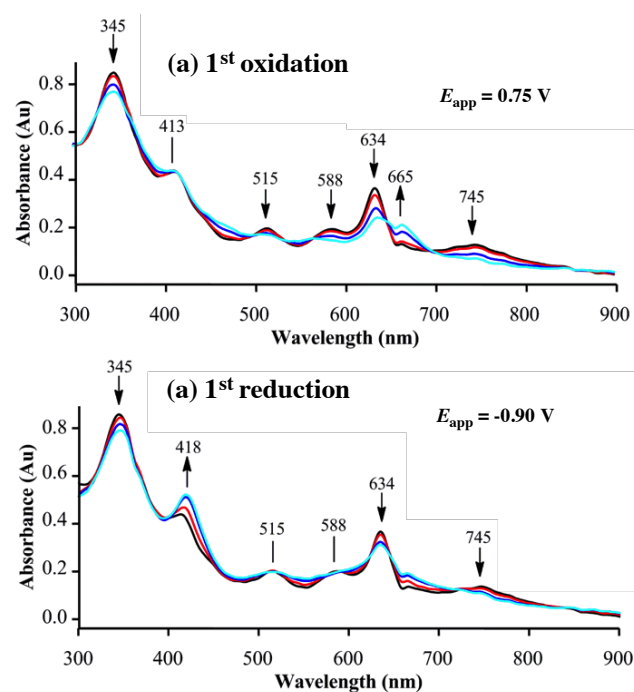 345
(a) 1st oxidation
Eapp = 0.75 V
0.8
0.6
0.4
0.2
0.0
413
515
588
634
665
745
Absorbance (Au)
300 400 500 600 700 800 900
Wavelength (nm)
345
(a) 1st reduction
Eapp = -0.90 V
0.8
0.6
0.4
0.2
0.0
418
515
588
634
745
Absorbance (Au)
300 400 500 600 700 800 900
Wavelength (nm)